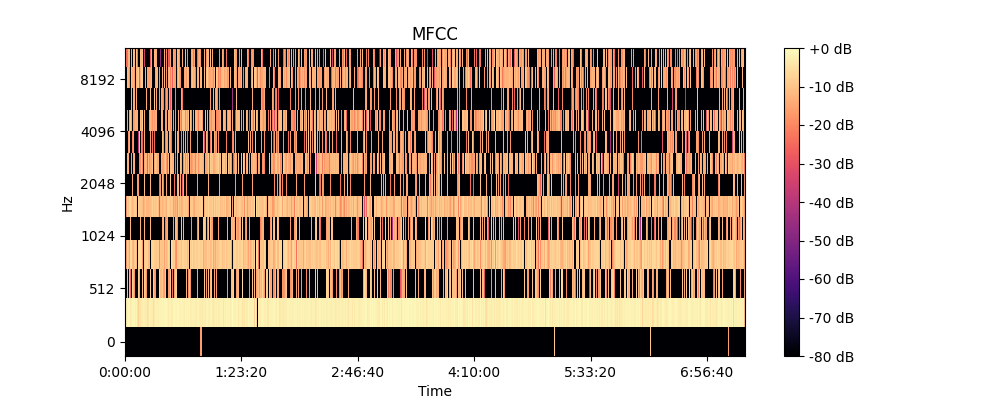 MFCC
Hz
8192
4096
2048
1024
512
0
0:00:00 1:23:20 2:46:40 4:10:00 5:33:20 6:56:40
Time
+0 dB
-10 dB
-20 dB
-30 dB
-40 dB
-50 dB
-60 dB
-70 dB
-80 dB